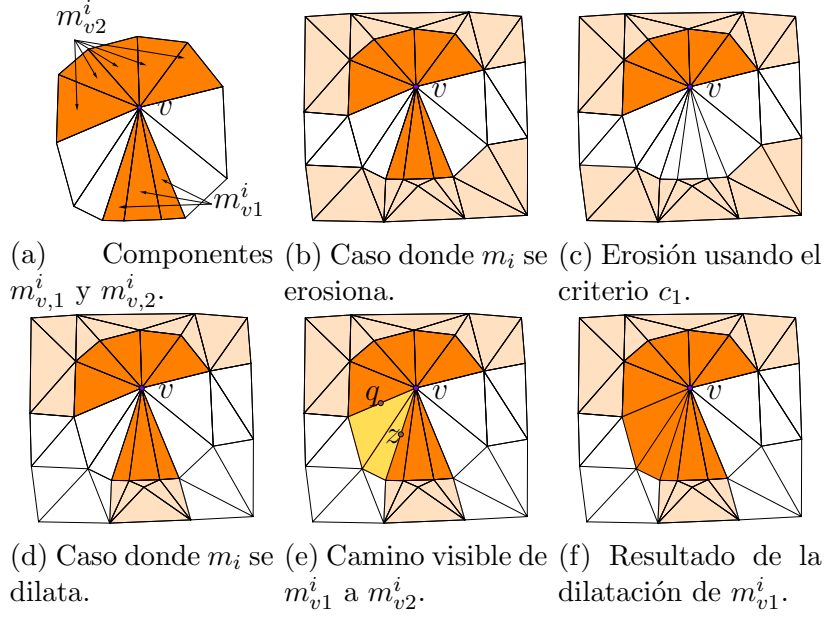 m^i_{v2}
v
m^i_{v1}
v
v
(a) Componentes
m^i_{v,1} y m^i_{v,2}.
(b) Caso donde m_i se
erosiona.
(c) Erosión usando el
criterio c_1.
v
q
v
z
v
(d) Caso donde m_i se
dilata.
(e) Camino visible de
m^i_{v1} a m^i_{v2}.
(f) Resultado de la
dilatación de m^i_{v1}.